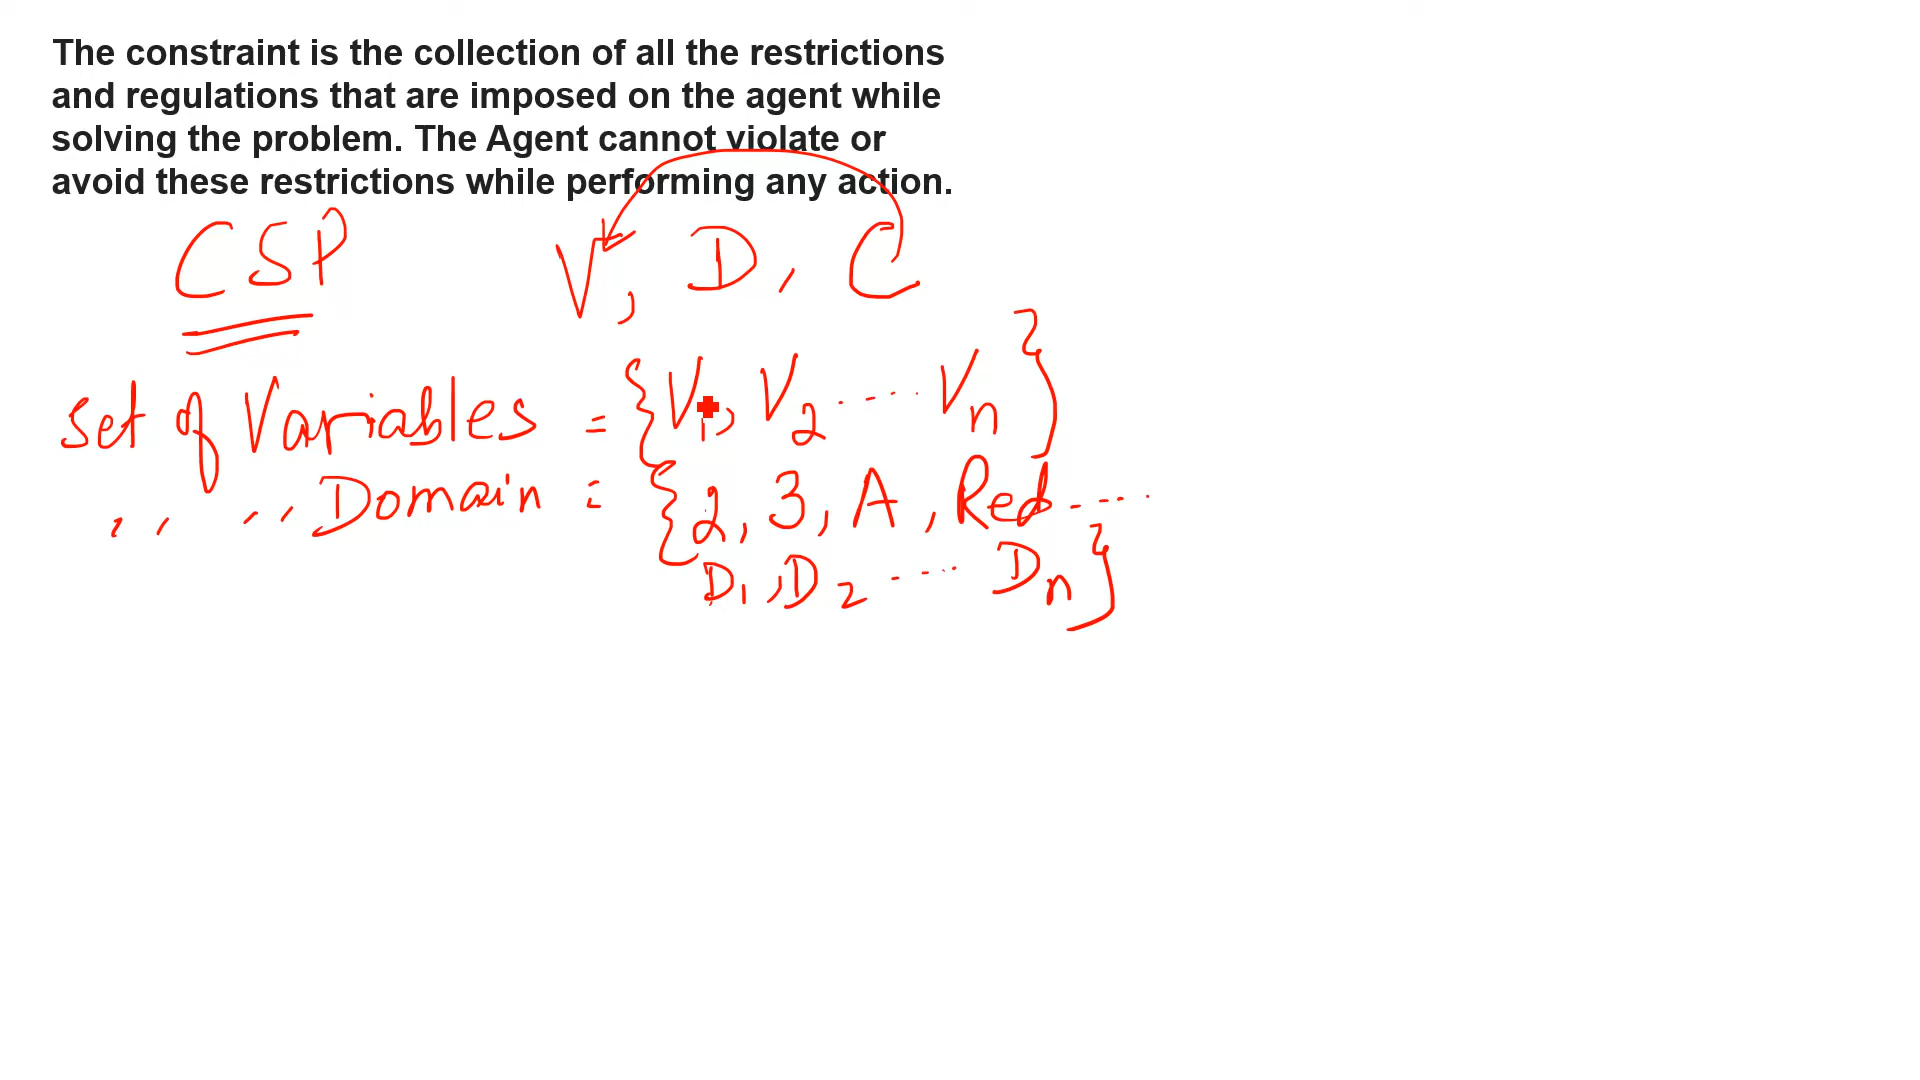 The constraint is the collection of all the restrictions
and regulations that are imposed on the agent while
solving the problem. The Agent cannot violate or
avoid these restrictions while performing any action.
CSP V, D, C
Set of Variables = {V1, V2 .... Vn}
,, ,, Domain = {2, 3, A, Red ....
D1, D2 .... Dn}